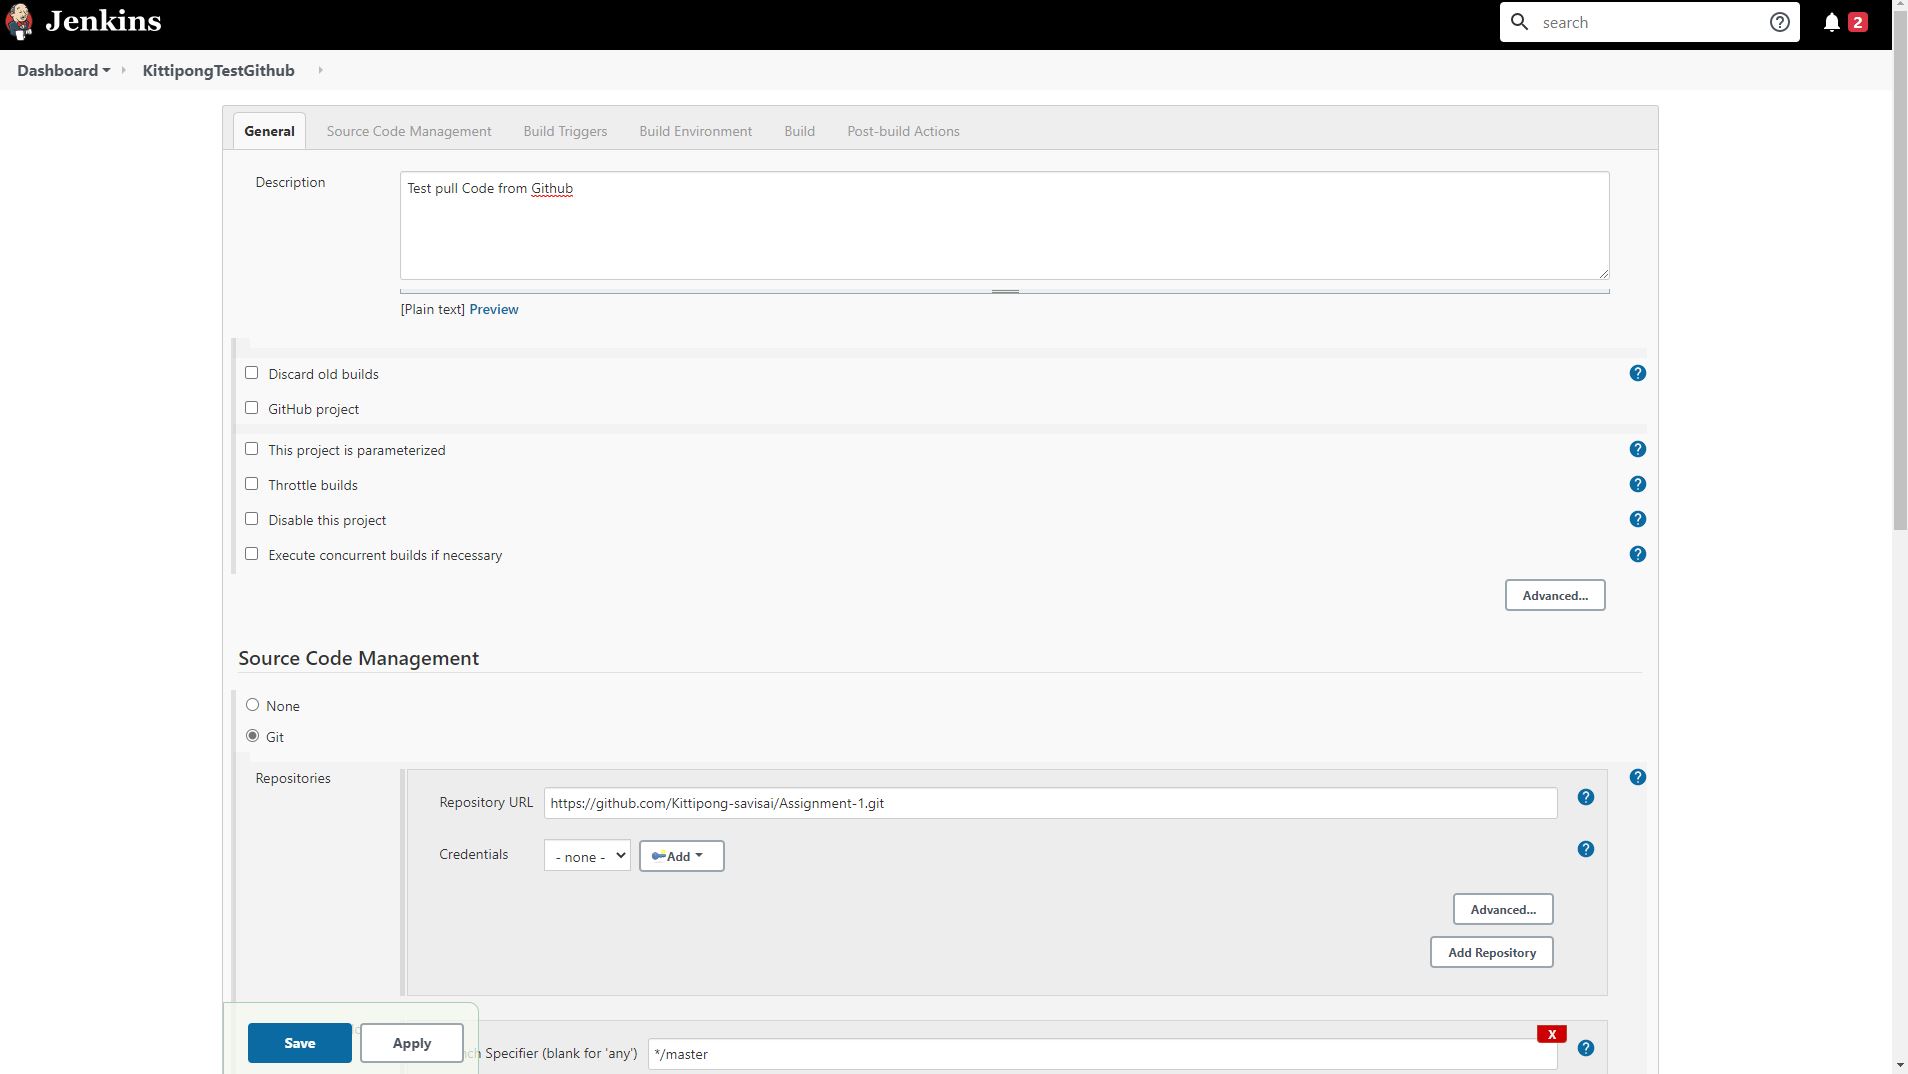 Jenkins
search
2
Dashboard
KittipongTestGithub
General Source Code Management Build Triggers Build Environment Build Post-build Actions
Description
Test pull Code from Github
[Plain text] Preview
Discard old builds
GitHub project
This project is parameterized
Throttle builds
Disable this project
Execute concurrent builds if necessary
Advanced...
Source Code Management
None
Git
Repositories
Repository URL
https://github.com/Kittipong-savisai/Assignment-1.git
Credentials
- none -
Add
Advanced...
Add Repository
Save
Apply
Specifier (blank for 'any')
*/master
X